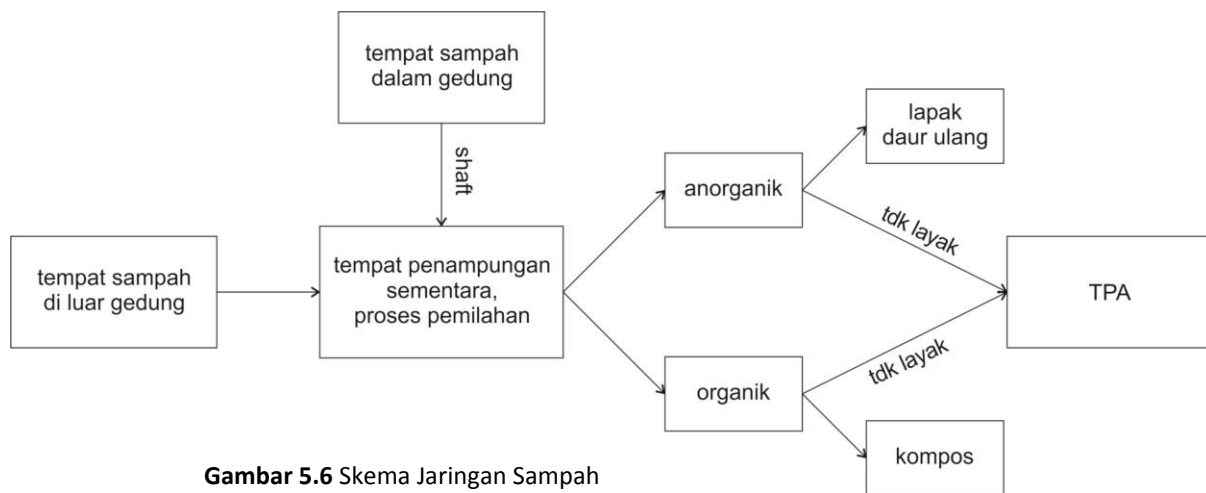 tempat sampah
dalam gedung
shaft
tempat sampah
di luar gedung
tempat penampungan
sementara,
proses pemilahan
anorganik
organik
lapak
daur ulang
tdk layak
tdk layak
TPA
kompos
Gambar 5.6 Skema Jaringan Sampah